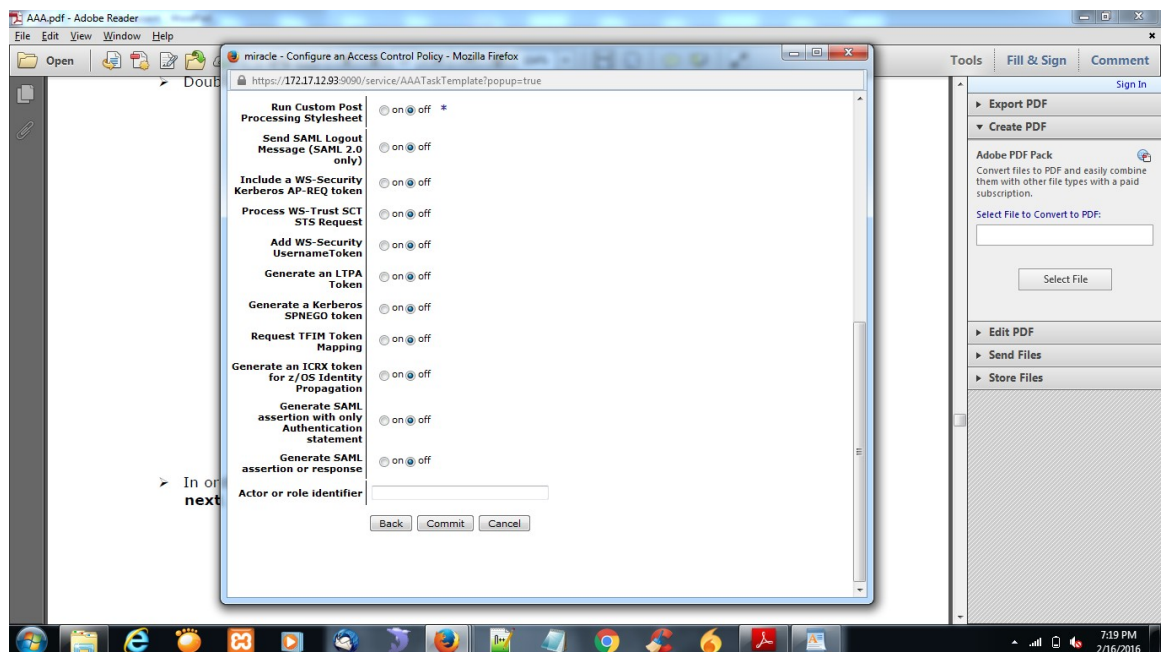 AAA.pdf - Adobe Reader
File Edit View Window Help
Open
Tools Fill & Sign Comment
Sign In
miracle - Configure an Access Control Policy - Mozilla Firefox
https://172.17.12.93:9090/service/AAATaskTemplate?popup=true
Doub
Run Custom Post
Processing Stylesheet
on off *
Send SAML Logout
Message (SAML 2.0
only)
on off
Include a WS-Security
Kerberos AP-REQ token
on off
Process WS-Trust SCT
STS Request
on off
Add WS-Security
UsernameToken
on off
Generate an LTPA
Token
on off
Generate a Kerberos
SPNEGO token
on off
Request TFIM Token
Mapping
on off
Generate an ICRX token
for z/OS Identity
Propagation
on off
Generate SAML
assertion with only
Authentication
statement
on off
Generate SAML
assertion or response
on off
Actor or role identifier
Back Commit Cancel
In or
next
Export PDF
Create PDF
Adobe PDF Pack
Convert files to PDF and easily combine
them with other file types with a paid
subscription.
Select File to Convert to PDF:
Select File
Edit PDF
Send Files
Store Files
7:19 PM
2/16/2016